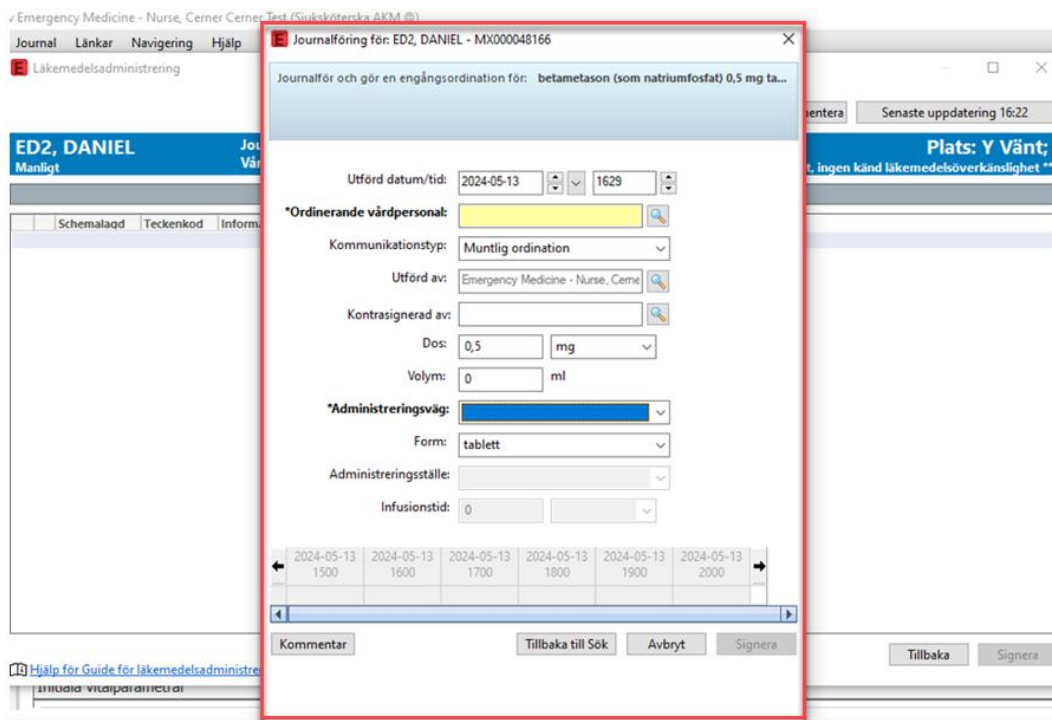 Emergency Medicine - Nurse, Cerner Cerner Test (Sjuksköterska AKM @)
Journal Länkar Navigering Hjälp
Läkemedelsadministrering
Senaste uppdatering 16:22
ED2, DANIEL
Manligt
Plats: Y Vänt;
ingen känd läkemedelsöverkänslighet **
Schemalagd Teckenkod
Journalföring för: ED2, DANIEL - MX000048166
Journalför och gör en engångsordination för: betametason (som natriumfosfat) 0,5 mg ta...
Utförd datum/tid: 2024-05-13 1629
*Ordinerande vårdpersonal:
Kommunikationstyp: Muntlig ordination
Utförd av: Emergency Medicine - Nurse, Cerne
Kontrasignerad av:
Dos: 0,5 mg
Volym: 0 ml
*Administreringsväg:
Form: tablett
Administreringsställe:
Infusionstid: 0
2024-05-13 2024-05-13 2024-05-13 2024-05-13 2024-05-13 2024-05-13
1500 1600 1700 1800 1900 2000
Kommentar Tillbaka till Sök Avbryt Signera
Tillbaka Signera
Hjälp för Guide för läkemedelsadministre
Initiala vitalparametrar